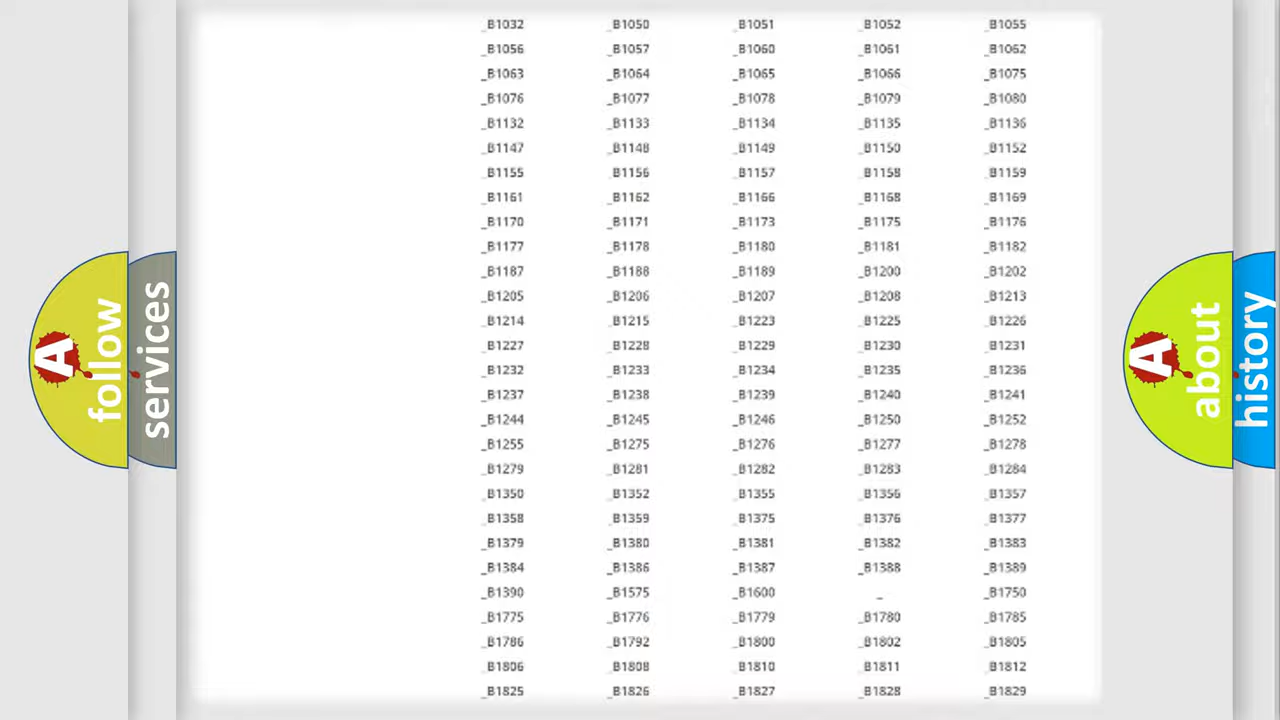 _B1032 _B1050 _B1051 _B1052 _B1055
_B1056 _B1057 _B1060 _B1061 _B1062
_B1063 _B1064 _B1065 _B1066 _B1075
_B1076 _B1077 _B1078 _B1079 _B1080
_B1132 _B1133 _B1134 _B1135 _B1136
_B1147 _B1148 _B1149 _B1150 _B1152
_B1155 _B1156 _B1157 _B1158 _B1159
_B1161 _B1162 _B1166 _B1168 _B1169
_B1170 _B1171 _B1173 _B1175 _B1176
_B1177 _B1178 _B1180 _B1181 _B1182
_B1187 _B1188 _B1189 _B1200 _B1202
_B1205 _B1206 _B1207 _B1208 _B1213
_B1214 _B1215 _B1223 _B1225 _B1226
_B1227 _B1228 _B1229 _B1230 _B1231
_B1232 _B1233 _B1234 _B1235 _B1236
_B1237 _B1238 _B1239 _B1240 _B1241
_B1244 _B1245 _B1246 _B1250 _B1252
_B1255 _B1275 _B1276 _B1277 _B1278
_B1279 _B1281 _B1282 _B1283 _B1284
_B1350 _B1352 _B1355 _B1356 _B1357
_B1358 _B1359 _B1375 _B1376 _B1377
_B1379 _B1380 _B1381 _B1382 _B1383
_B1384 _B1386 _B1387 _B1388 _B1389
_B1390 _B1575 _B1600 _ _B1750
_B1775 _B1776 _B1779 _B1780 _B1785
_B1786 _B1792 _B1800 _B1802 _B1805
_B1806 _B1808 _B1810 _B1811 _B1812
_B1825 _B1826 _B1827 _B1828 _B1829
A follow
services
A about
history